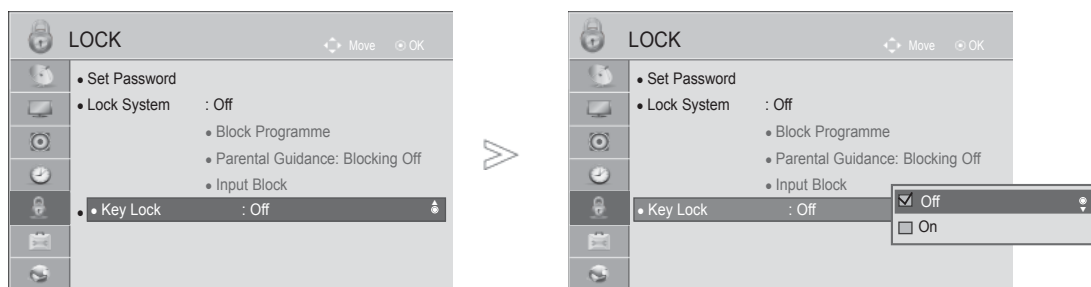 LOCK
Move
OK
• Set Password
• Lock System : Off
• Block Programme
• Parental Guidance: Blocking Off
• Input Block
• • Key Lock : Off
LOCK
Move
OK
• Set Password
• Lock System : Off
• Block Programme
• Parental Guidance: Blocking Off
• Input Block
• Key Lock : Off
Off
On